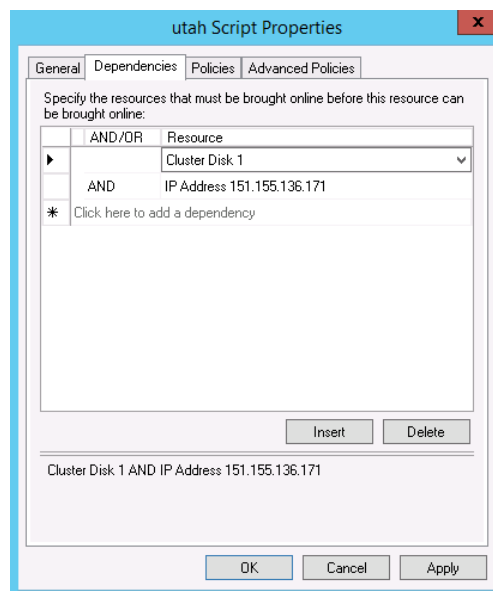 utah Script Properties
x
General Dependencies Policies Advanced Policies
Specify the resources that must be brought online before this resource can
be brought online:
AND/OR Resource
Cluster Disk 1
AND IP Address 151.155.136.171
Click here to add a dependency
Insert Delete
Cluster Disk 1 AND IP Address 151.155.136.171
OK Cancel Apply